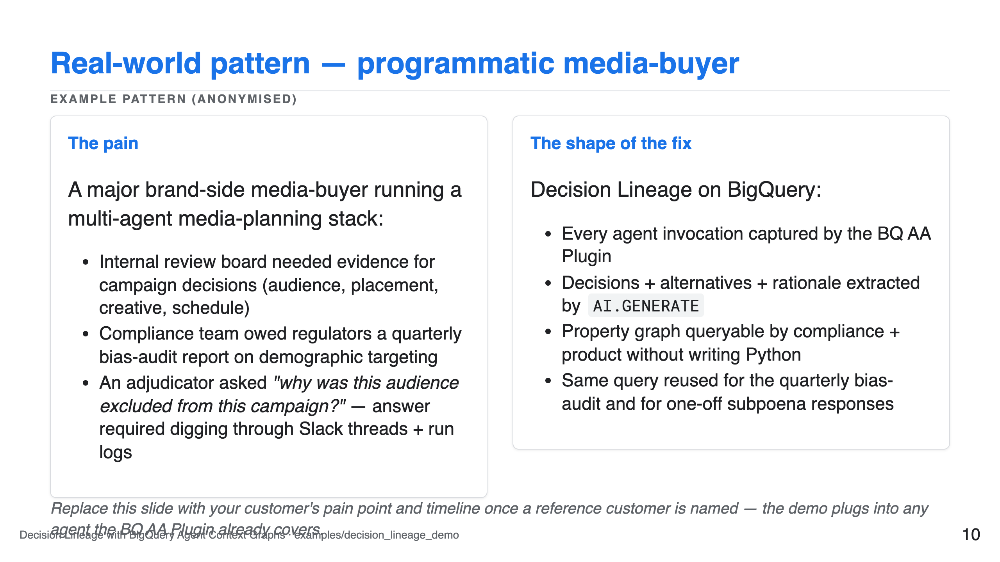 Real-world pattern — programmatic media-buyer
EXAMPLE PATTERN (ANONYMISED)
The pain
A major brand-side media-buyer running a
multi-agent media-planning stack:
• Internal review board needed evidence for
campaign decisions (audience, placement,
creative, schedule)
• Compliance team owed regulators a quarterly
bias-audit report on demographic targeting
• An adjudicator asked "why was this audience
excluded from this campaign?" — answer
required digging through Slack threads + run
logs
The shape of the fix
Decision Lineage on BigQuery:
• Every agent invocation captured by the BQ AA
Plugin
• Decisions + alternatives + rationale extracted
by AI.GENERATE
• Property graph queryable by compliance +
product without writing Python
• Same query reused for the quarterly bias-
audit and for one-off subpoena responses
Replace this slide with your customer's pain point and timeline once a reference customer is named — the demo plugs into any
agent the BQ AA Plugin already covers.
Decision Lineage with BigQuery Agent Context Graphs · examples/decision_lineage_demo
10